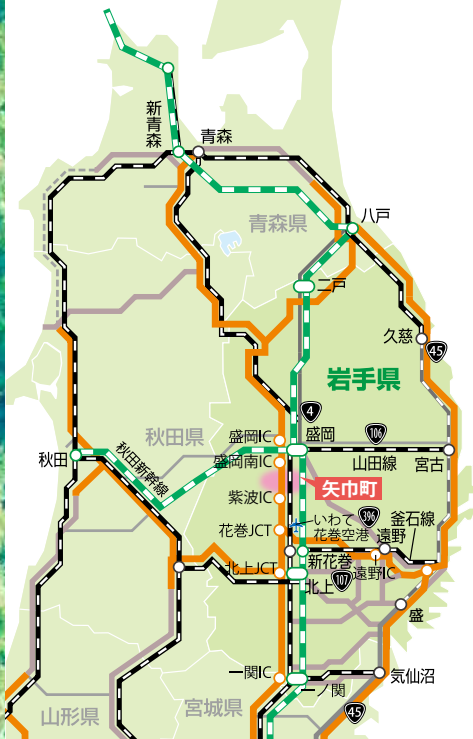 新青森
青森
青森県
八戸
二戸
久慈
45
岩手県
4
盛岡IC
盛岡
106
秋田県
盛岡南IC
秋田
秋田新幹線
山田線
宮古
矢巾町
紫波IC
396
釜石線
花巻JCT
いわて
花巻空港
遠野
新花巻
遠野IC
北上JCT
107
北上
盛
一関IC
気仙沼
一ノ関
宮城県
山形県
45